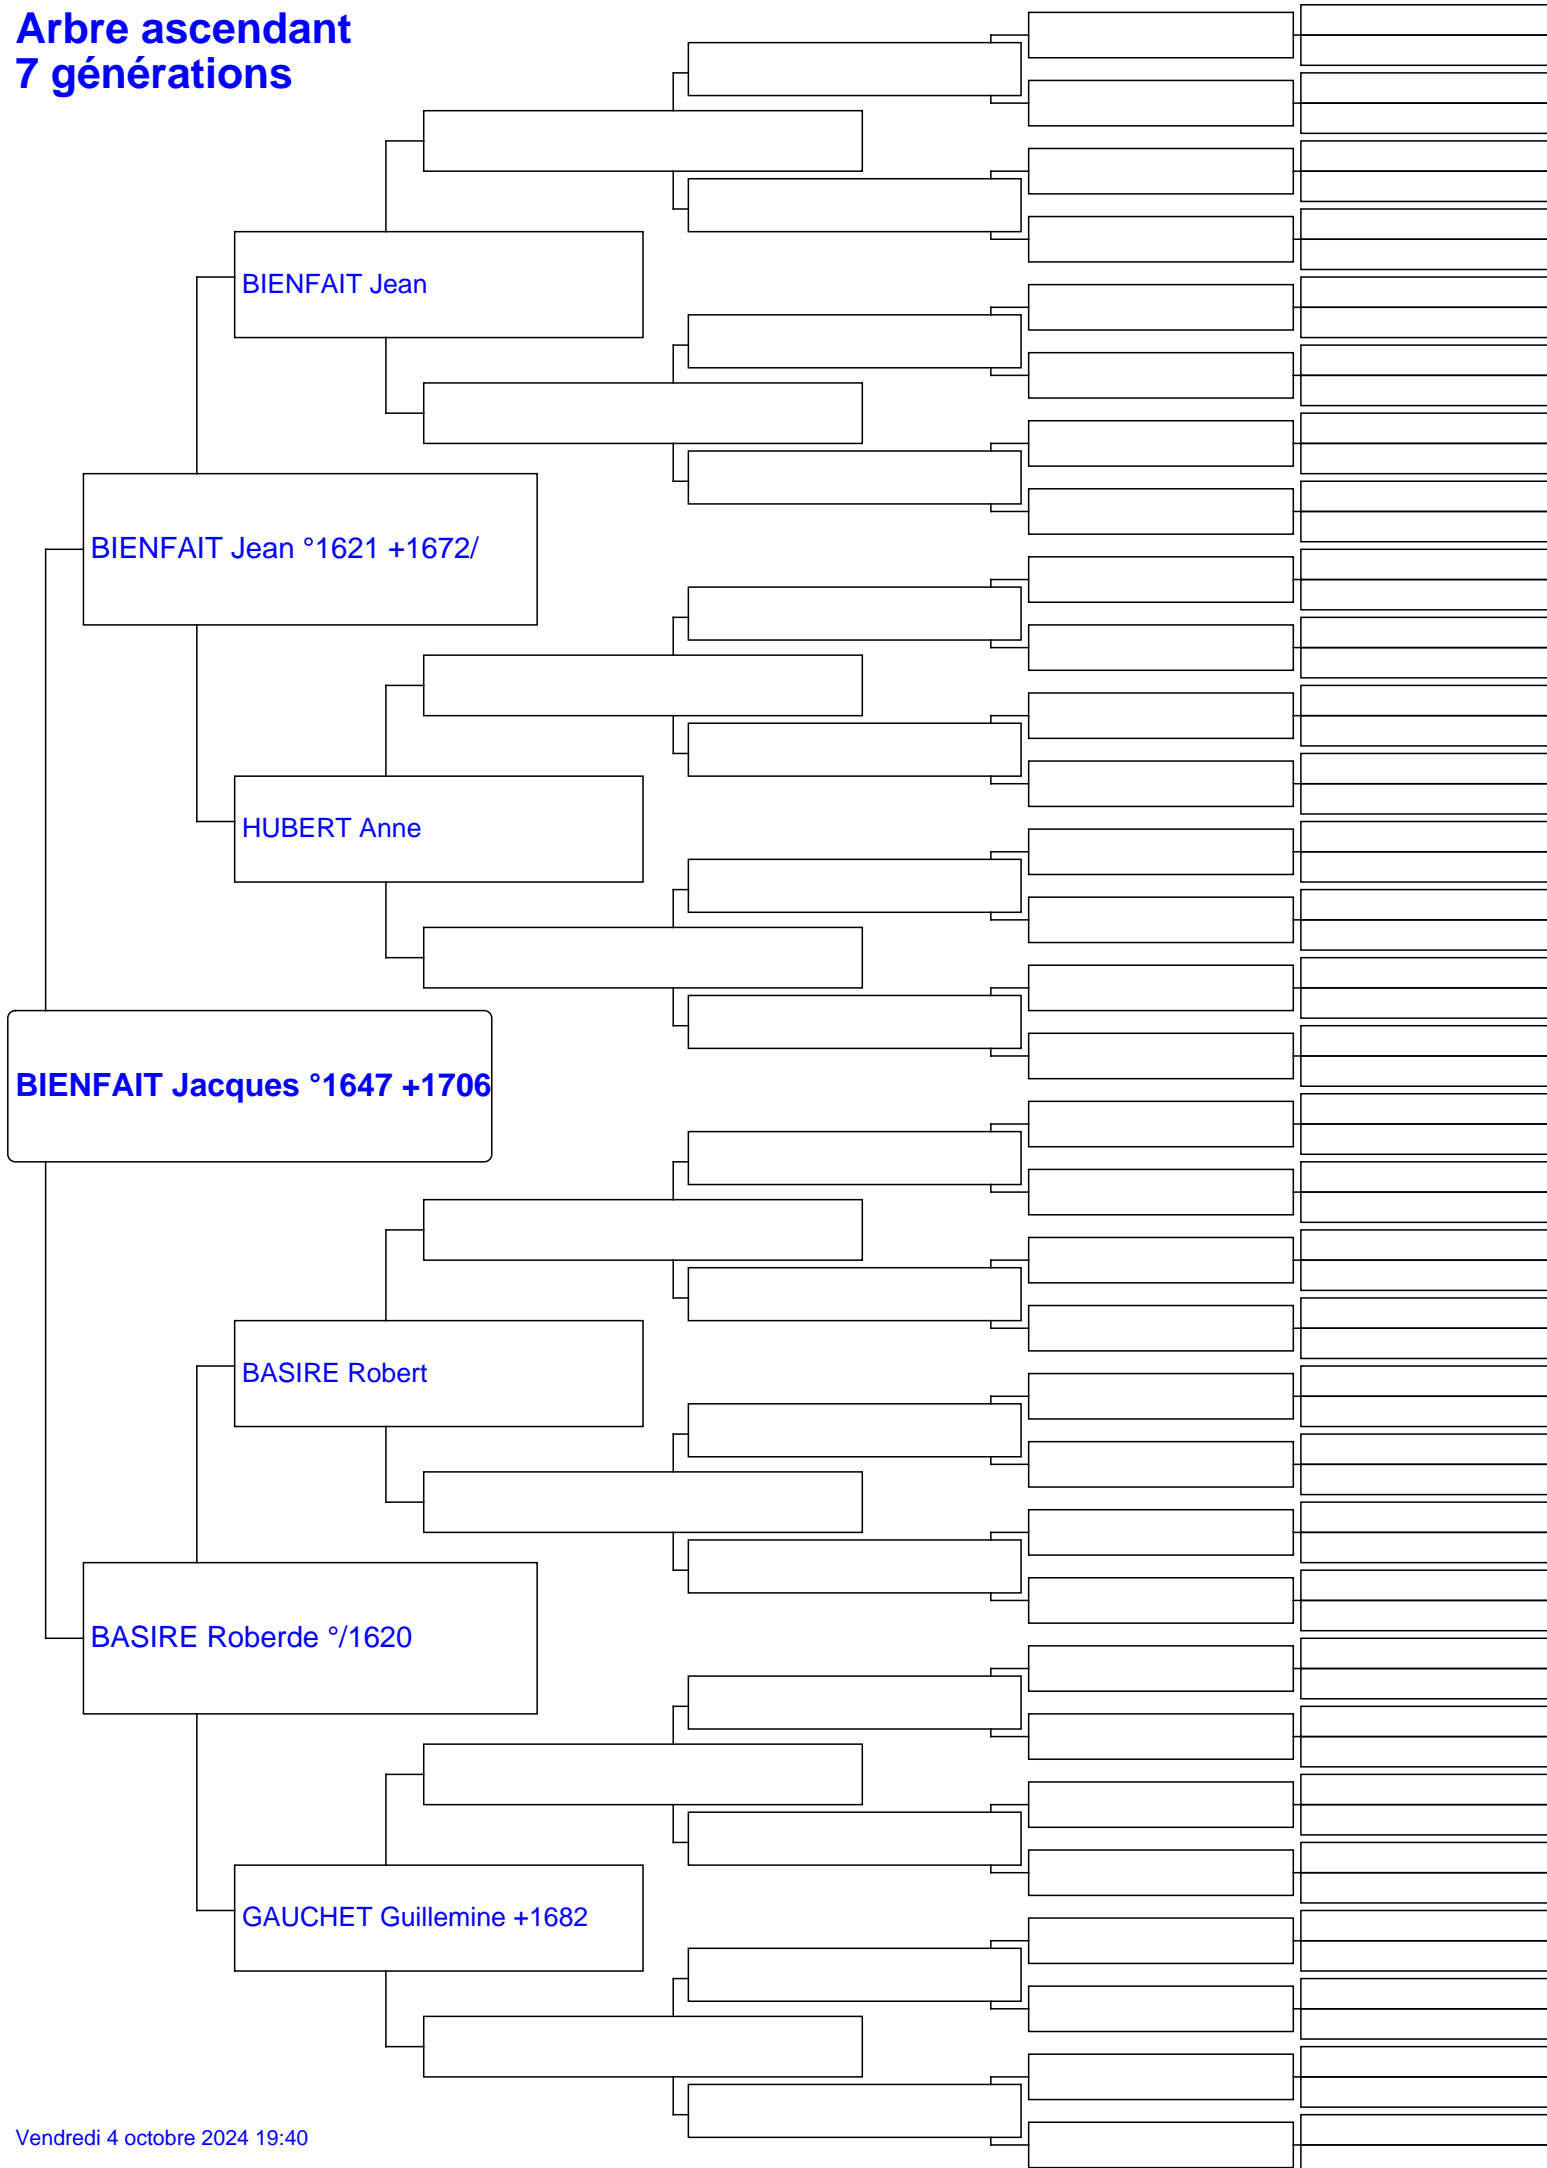 Arbre ascendant
7 générations
BIENFAIT Jean
BIENFAIT Jean °1621 +1672/
HUBERT Anne
BIENFAIT Jacques °1647 +1706
BASIRE Robert
BASIRE Roberde °/1620
GAUCHET Guillemine +1682
Vendredi 4 octobre 2024 19:40